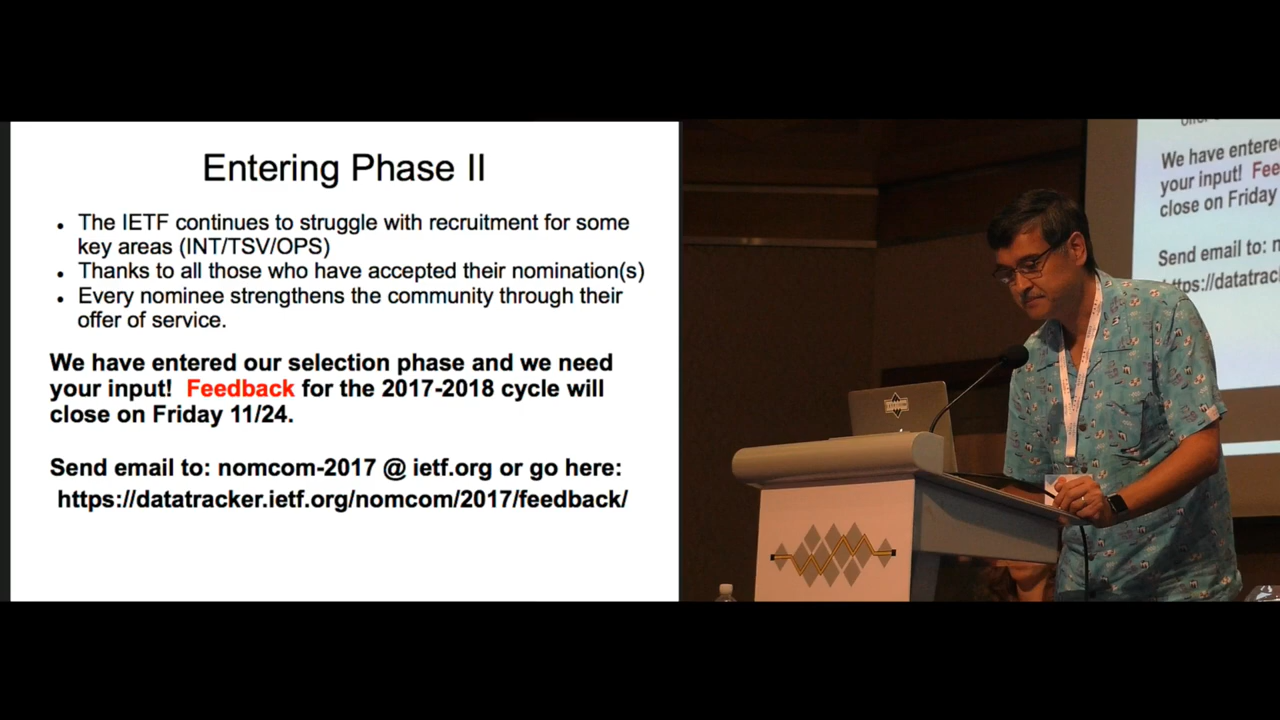 Entering Phase II
• The IETF continues to struggle with recruitment for some
key areas (INT/TSV/OPS)
• Thanks to all those who have accepted their nomination(s)
• Every nominee strengthens the community through their
offer of service.
We have entered our selection phase and we need
your input! Feedback for the 2017-2018 cycle will
close on Friday 11/24.
Send email to: nomcom-2017 @ ietf.org or go here:
https://datatracker.ietf.org/nomcom/2017/feedback/
We have entere
your input! Fee
close on Friday
Send email to: n
ttps://datatrac